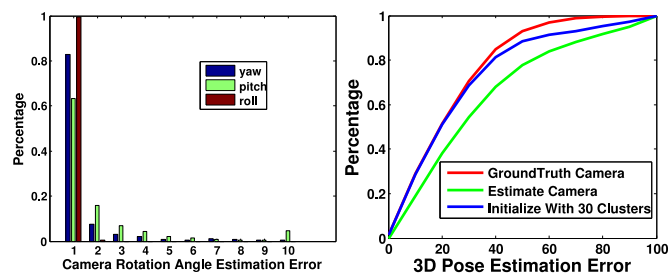 1
0.8
0.6
0.4
0.2
0
Percentage
yaw
pitch
roll
1 2 3 4 5 6 7 8 9 10
Camera Rotation Angle Estimation Error
1
0.8
0.6
0.4
0.2
0
Percentage
GroundTruth Camera
Estimate Camera
Initialize With 30 Clusters
0 20 40 60 80 100
3D Pose Estimation Error